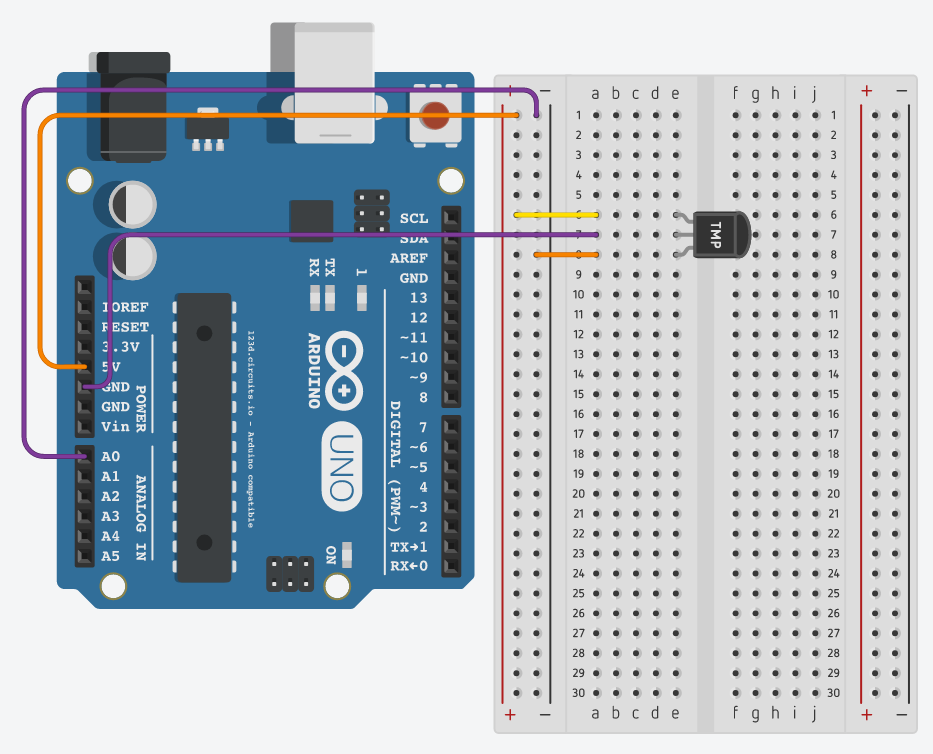 + − a b c d e f g h i j + −
1 1
2 2
3 3
4 4
5 5
6 6
7 7
8
9 9
10 10
11 11
12 12
13 13
14 14
15 15
16 16
17 17
18 18
19 19
20 20
21 21
22 22
23 23
24 24
25 25
26 26
27 27
28 28
29 29
30 30
+ − a b c d e f g h i j + −
TMP
SCL
SDA
AREF
GND
13
12
~11
~10
~9
8
7
~6
~5
4
~3
2
TX→1
RX←0
DIGITAL (PWM~)
IOREF
RESET
3.3V
5V
GND
GND
Vin
POWER
A0
A1
A2
A3
A4
A5
ANALOG IN
RX
TX
1
ARDUINO
UNO
ON
123d.circuits.io - Arduino compatible